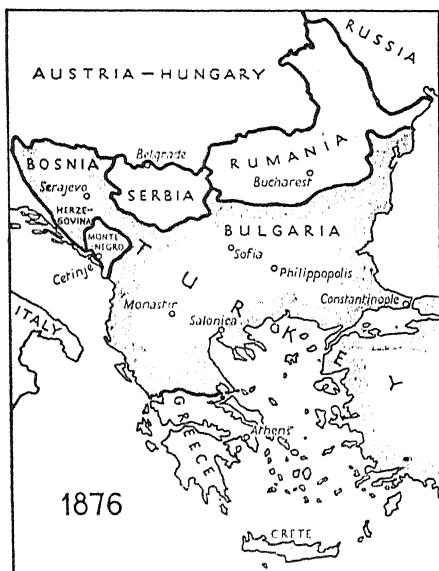 RUSSIA
AUSTRIA-HUNGARY
BOSNIA
Belgrade
RUMANIA
Serajevo
SERBIA
Bucharest
HERZE-
GOVINA
MONTE-
NEGRO
BULGARIA
Sofia
Cetinje
Philippopolis
TURKEY
Monastir
Salonica
Constantinople
ITALY
GREECE
Athens
1876
CRETE